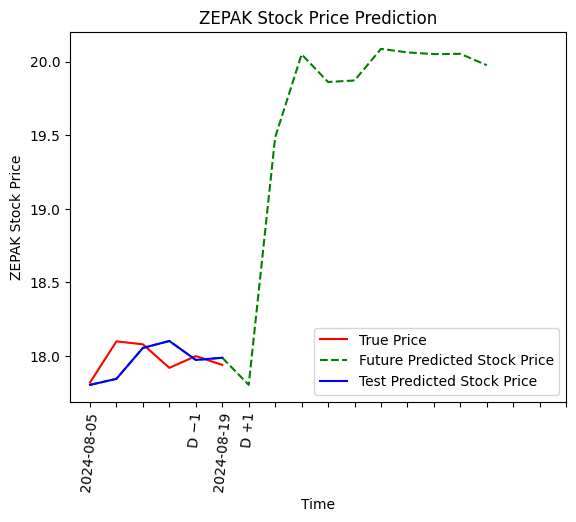 ZEPAK Stock Price Prediction
ZEPAK Stock Price
20.0
19.5
19.0
18.5
18.0
True Price
Future Predicted Stock Price
Test Predicted Stock Price
2024-08-05
D −1
2024-08-19
D +1
Time